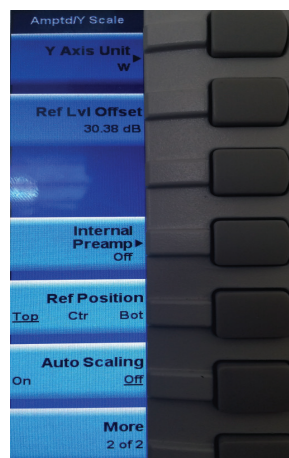 Amptd/Y Scale
Y Axis Unit
W
Ref Lvl Offset
30.38 dB
Internal
Preamp
Off
Ref Position
Top Ctr Bot
Auto Scaling
On Off
More
2 of 2